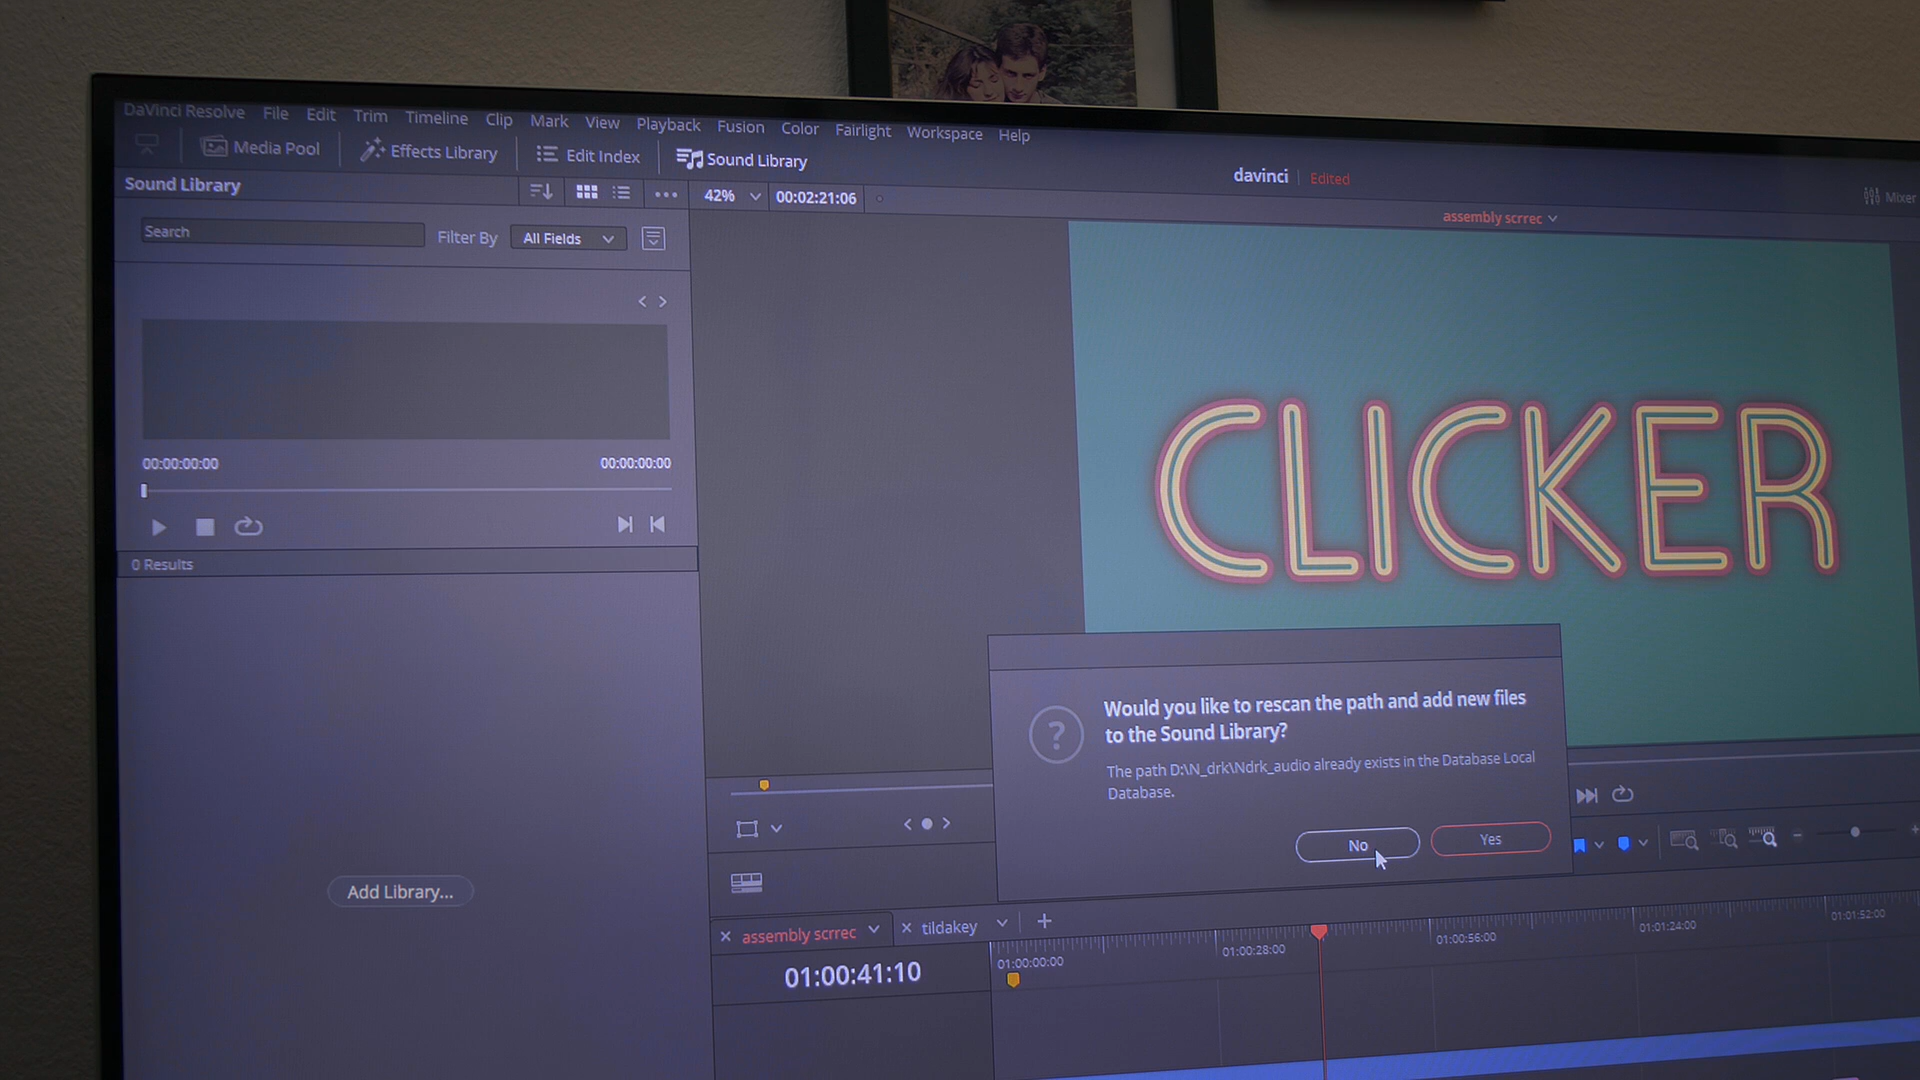 DaVinci Resolve File Edit Trim Timeline Clip Mark View Playback Fusion Color Fairlight Workspace Help
Media Pool Effects Library Edit Index Sound Library
davinci Edited
Mixer
Sound Library
42% 00:02:21:06
assembly scrrec
Search Filter By All Fields
CLICKER
00:00:00:00 00:00:00:00
0 Results
Would you like to rescan the path and add new files
to the Sound Library?
The path D:\N_drk\Ndrk_audio already exists in the Database Local
Database.
No Yes
Add Library...
assembly scrrec tildakey
01:00:41:10
01:00:00:00 01:00:28:00 01:00:56:00 01:01:24:00 01:01:52:00